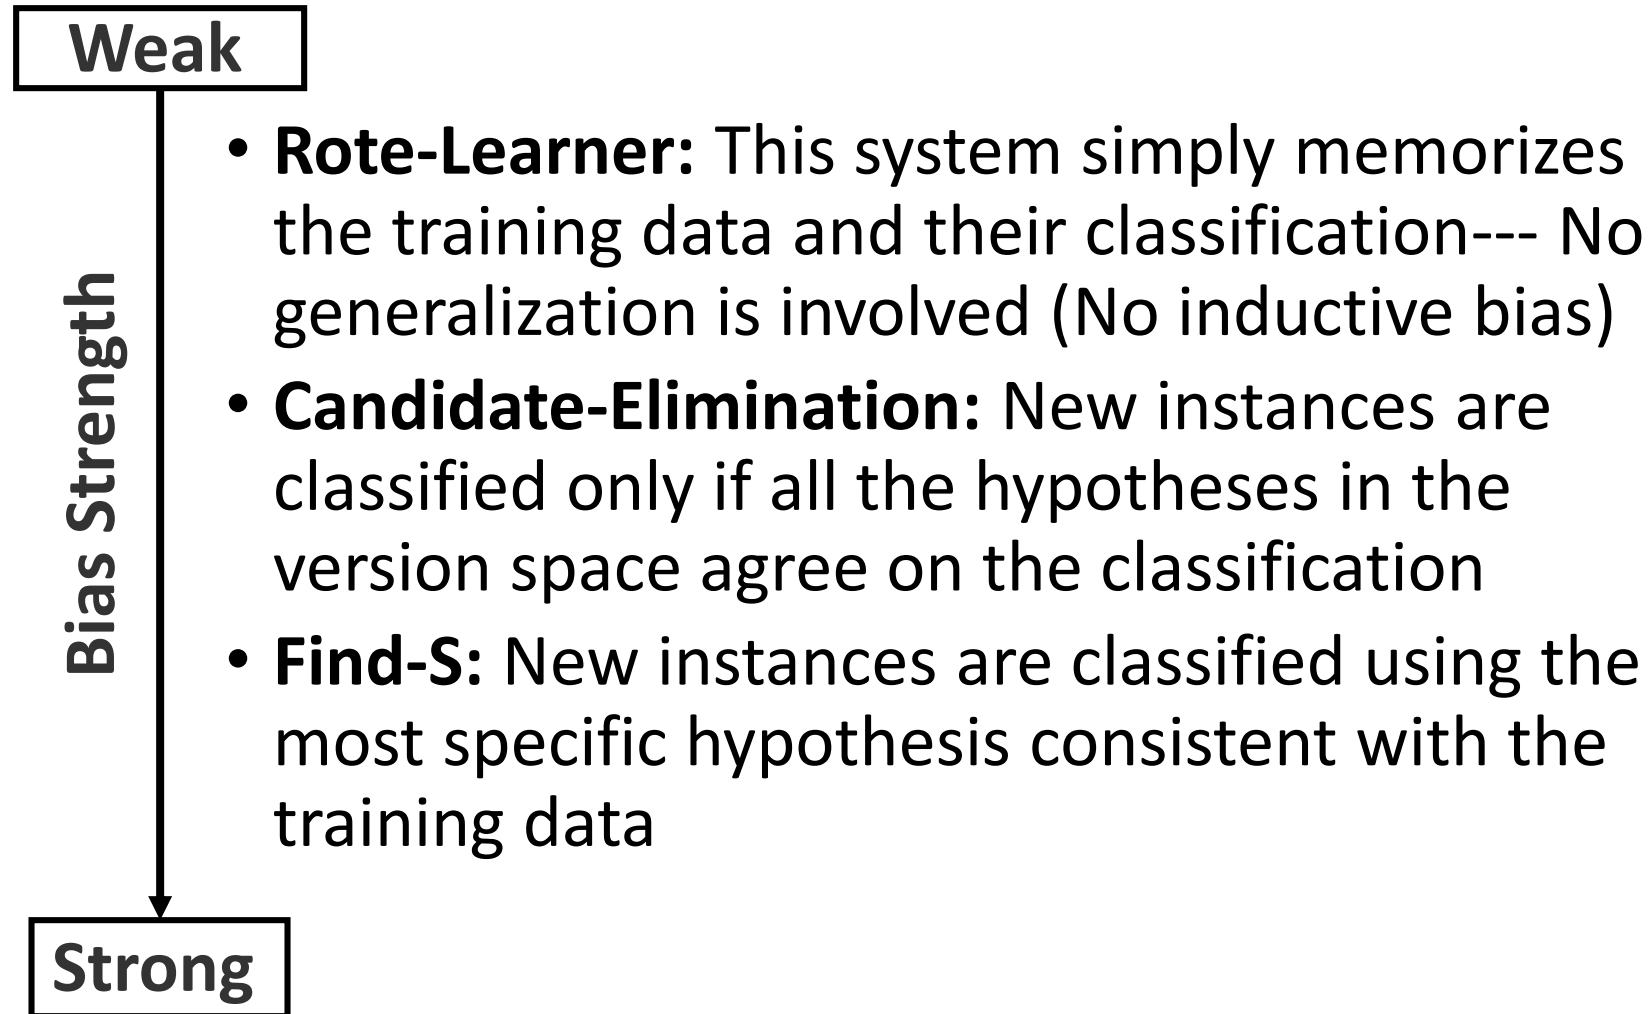 Weak
• Rote-Learner: This system simply memorizes
the training data and their classification--- No
generalization is involved (No inductive bias)
• Candidate-Elimination: New instances are
classified only if all the hypotheses in the
version space agree on the classification
• Find-S: New instances are classified using the
most specific hypothesis consistent with the
training data
Bias Strength
Strong